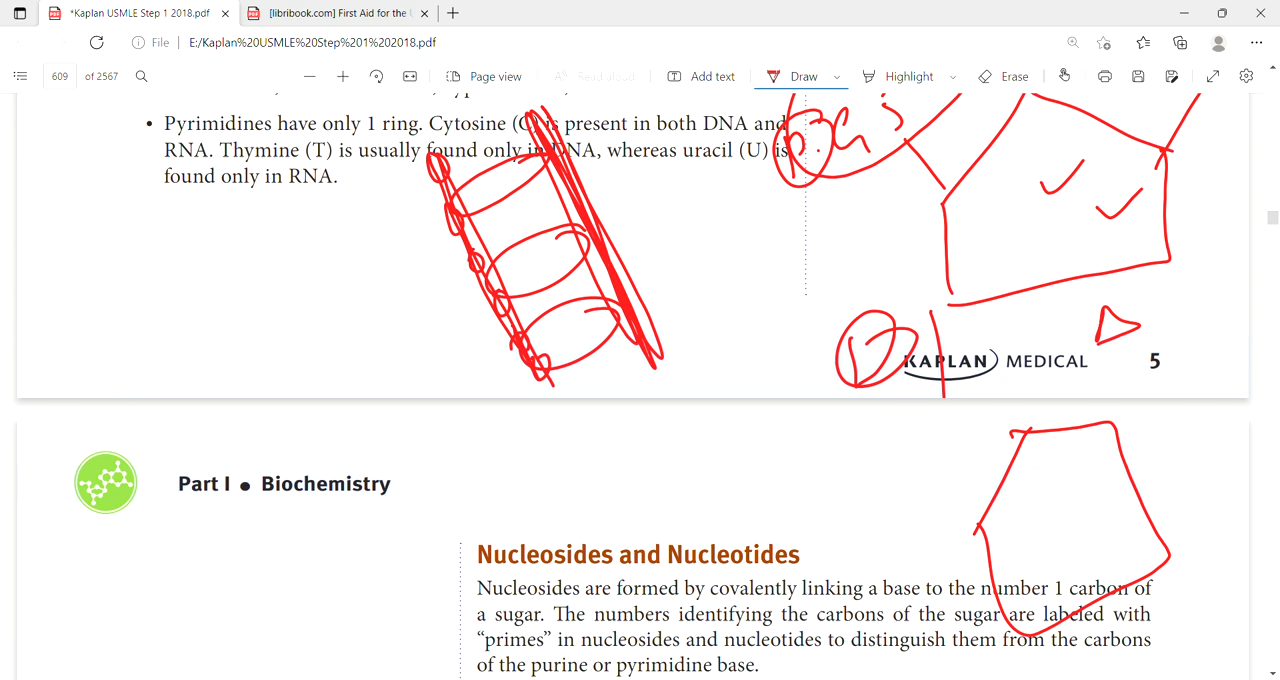 *Kaplan USMLE Step 1 2018.pdf
[libribook.com] First Aid for the
File E:/Kaplan%20USMLE%20Step%201%202018.pdf
609 of 2567 Page view Read aloud Add text Draw Highlight Erase
• Pyrimidines have only 1 ring. Cytosine (C) is present in both DNA and
RNA. Thymine (T) is usually found only in DNA, whereas uracil (U) is
found only in RNA.
KAPLAN MEDICAL 5
Part I • Biochemistry
Nucleosides and Nucleotides
Nucleosides are formed by covalently linking a base to the number 1 carbon of
a sugar. The numbers identifying the carbons of the sugar are labeled with
“primes” in nucleosides and nucleotides to distinguish them from the carbons
of the purine or pyrimidine base.